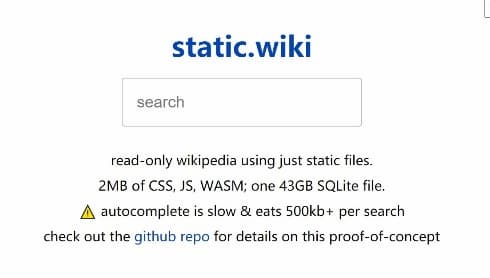 static.wiki
search
read-only wikipedia using just static files.
2MB of CSS, JS, WASM; one 43GB SQLite file.
⚠ autocomplete is slow & eats 500kb+ per search
check out the github repo for details on this proof-of-concept